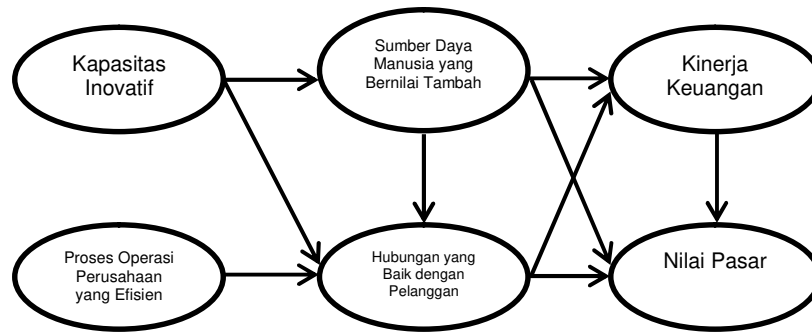 Kapasitas
Inovatif
Sumber Daya
Manusia yang
Bernilai Tambah
Kinerja
Keuangan
Proses Operasi
Perusahaan
yang Efisien
Hubungan yang
Baik dengan
Pelanggan
Nilai Pasar